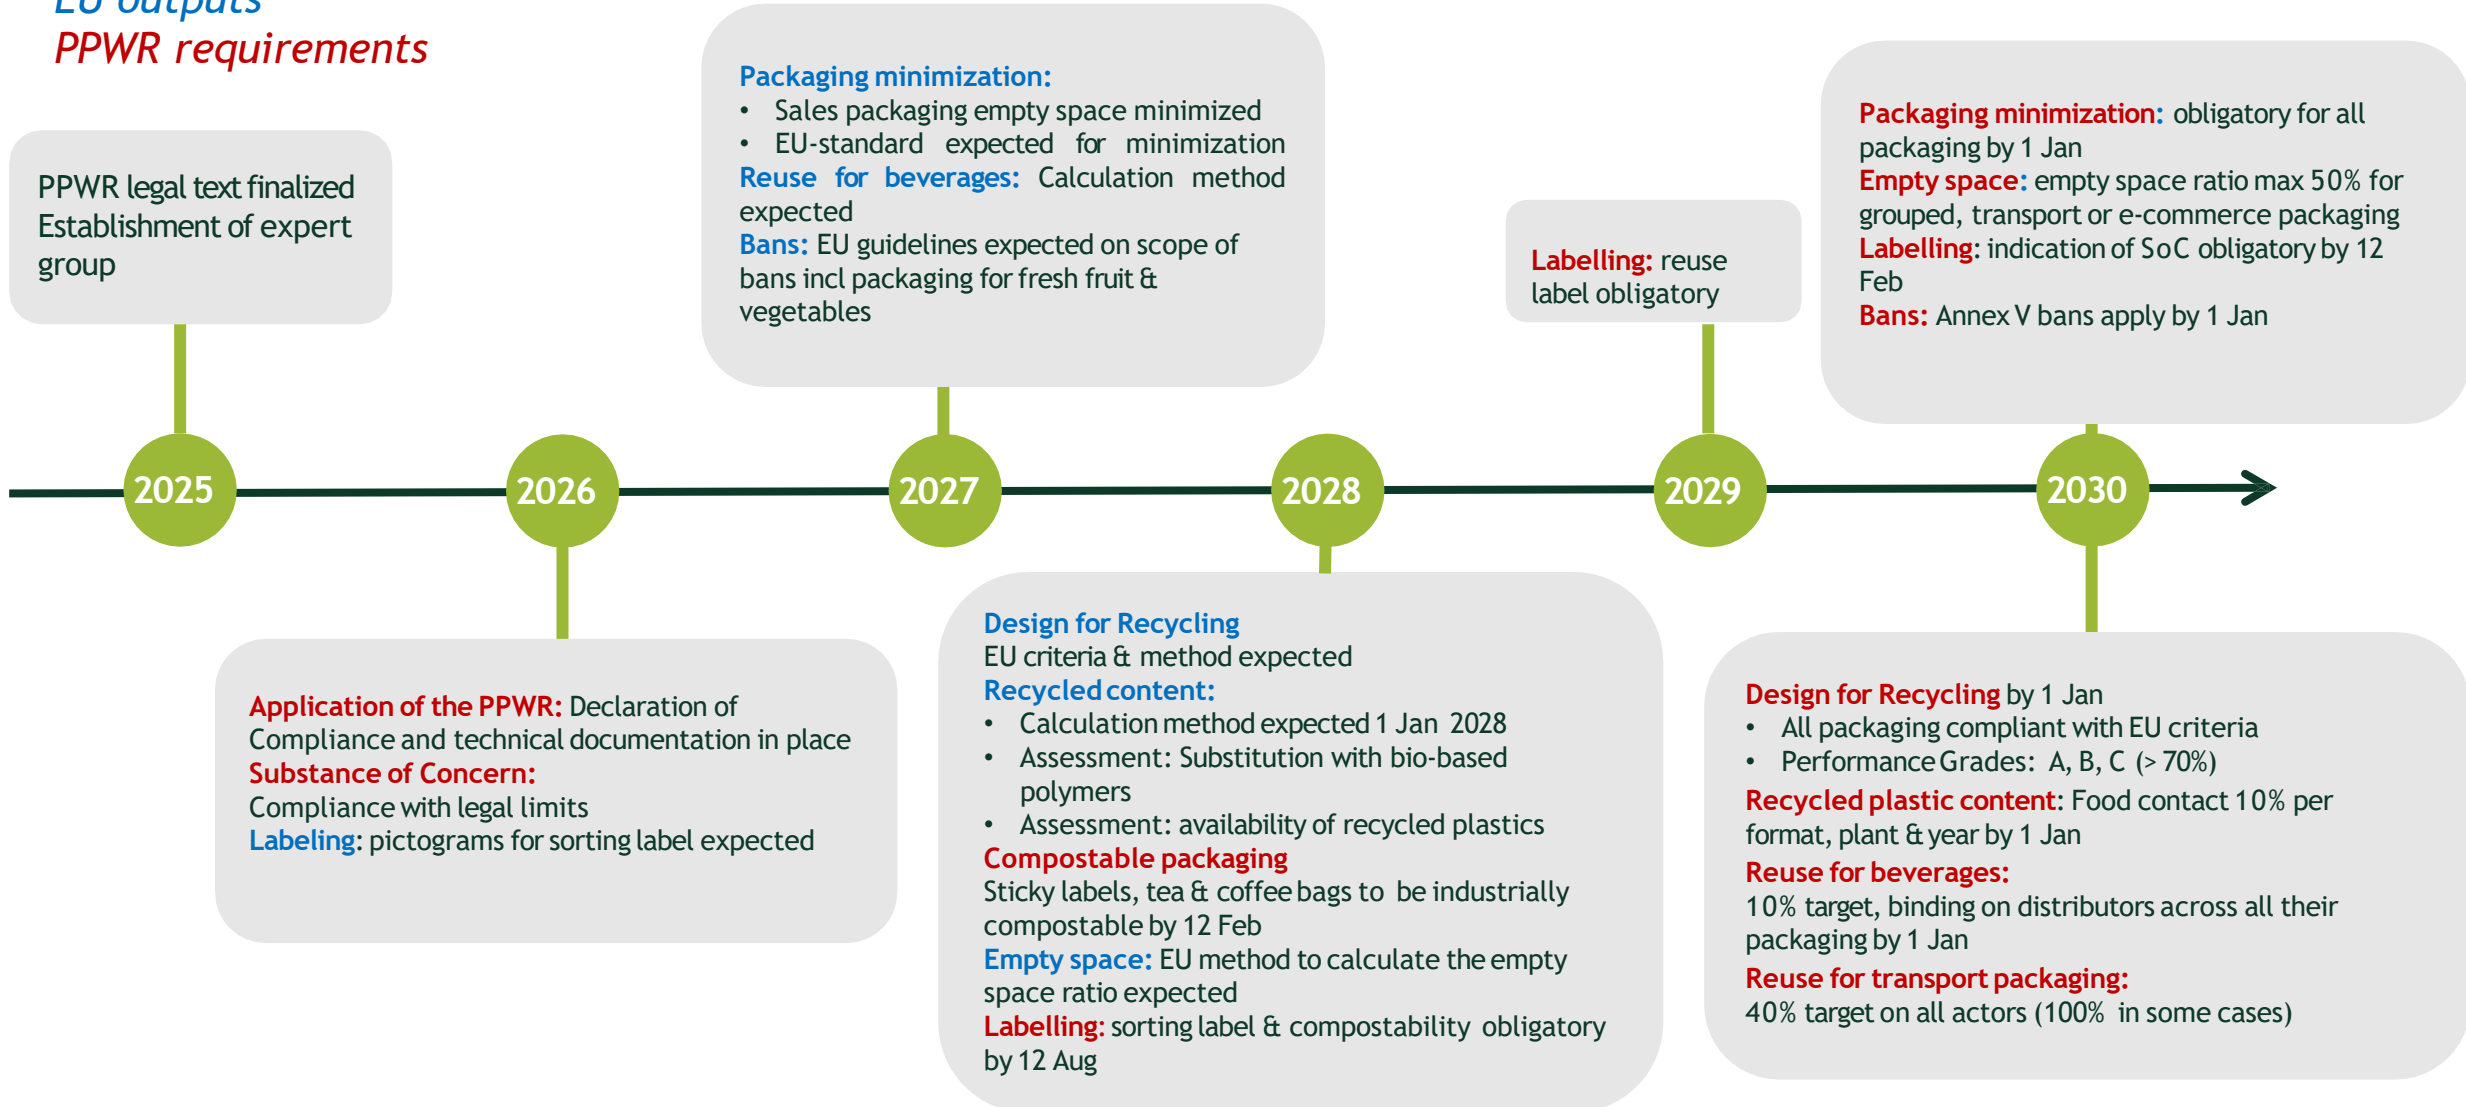 EU outputs
PPWR requirements
PPWR legal text finalized
Establishment of expert
group
Packaging minimization:
• Sales packaging empty space minimized
• EU-standard expected for minimization
Reuse for beverages: Calculation method
expected
Bans: EU guidelines expected on scope of
bans incl packaging for fresh fruit &
vegetables
Labelling: reuse
label obligatory
Packaging minimization: obligatory for all
packaging by 1 Jan
Empty space: empty space ratio max 50% for
grouped, transport or e-commerce packaging
Labelling: indication of SoC obligatory by 12
Feb
Bans: Annex V bans apply by 1 Jan
2025
2026
2027
2028
2029
2030
Application of the PPWR: Declaration of
Compliance and technical documentation in place
Substance of Concern:
Compliance with legal limits
Labeling: pictograms for sorting label expected
Design for Recycling
EU criteria & method expected
Recycled content:
• Calculation method expected 1 Jan 2028
• Assessment: Substitution with bio-based
polymers
• Assessment: availability of recycled plastics
Compostable packaging
Sticky labels, tea & coffee bags to be industrially
compostable by 12 Feb
Empty space: EU method to calculate the empty
space ratio expected
Labelling: sorting label & compostability obligatory
by 12 Aug
Design for Recycling by 1 Jan
• All packaging compliant with EU criteria
• Performance Grades: A, B, C (> 70%)
Recycled plastic content: Food contact 10% per
format, plant & year by 1 Jan
Reuse for beverages:
10% target, binding on distributors across all their
packaging by 1 Jan
Reuse for transport packaging:
40% target on all actors (100% in some cases)